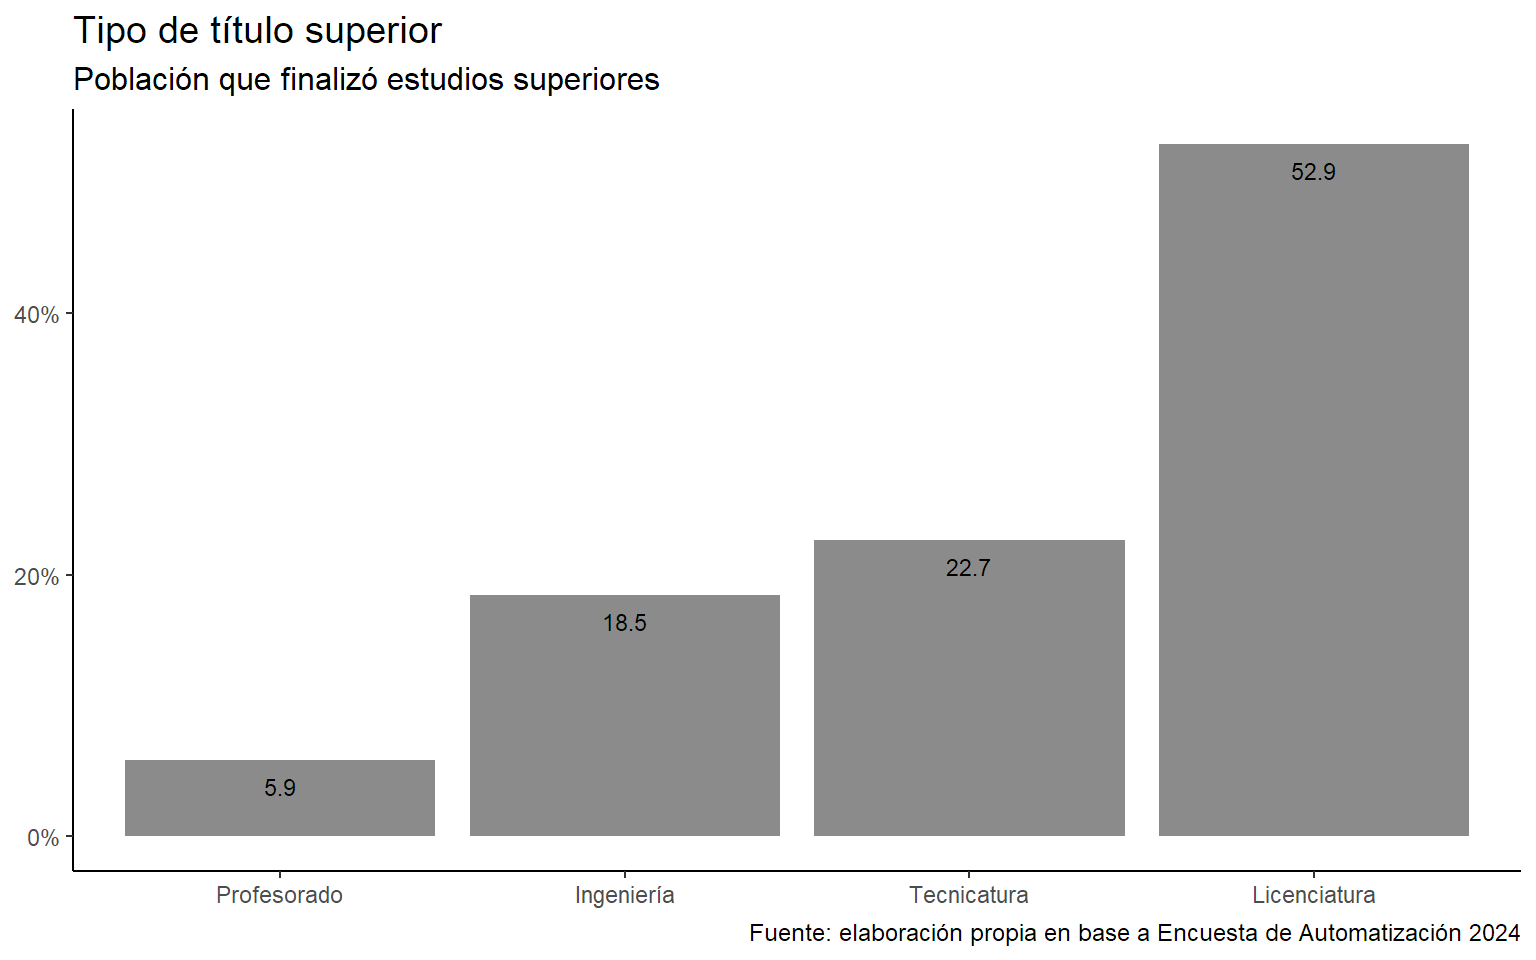 Tipo de título superior
Población que finalizó estudios superiores
52.9
40%
22.7
20%
18.5
5.9
0%
Profesorado
Ingeniería
Tecnicatura
Licenciatura
Fuente: elaboración propia en base a Encuesta de Automatización 2024